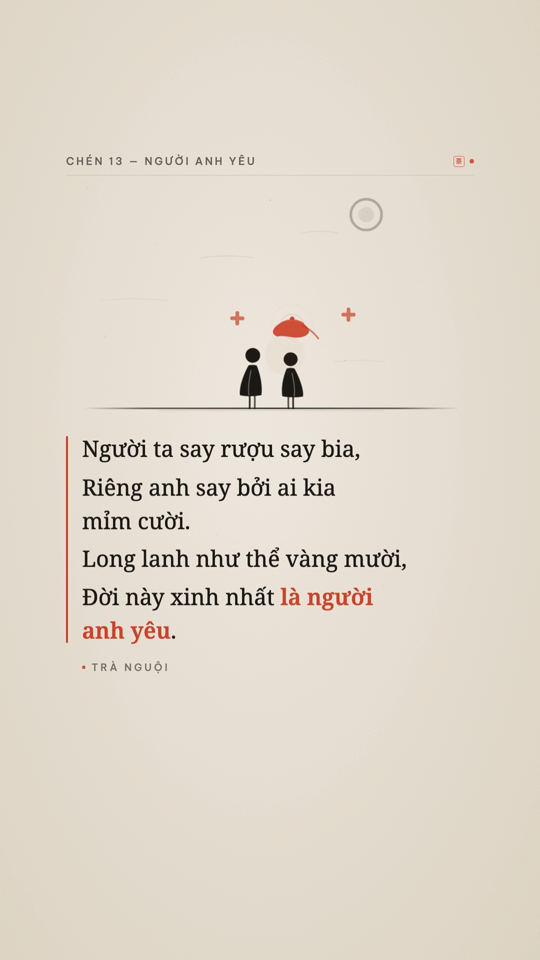 CHÉN 13 — NGƯỜI ANH YÊU
Người ta say rượu say bia,
Riêng anh say bởi ai kia
mỉm cười.
Long lanh như thể vàng mười,
Đời này xinh nhất là người
anh yêu.
• TRÀ NGUỘI